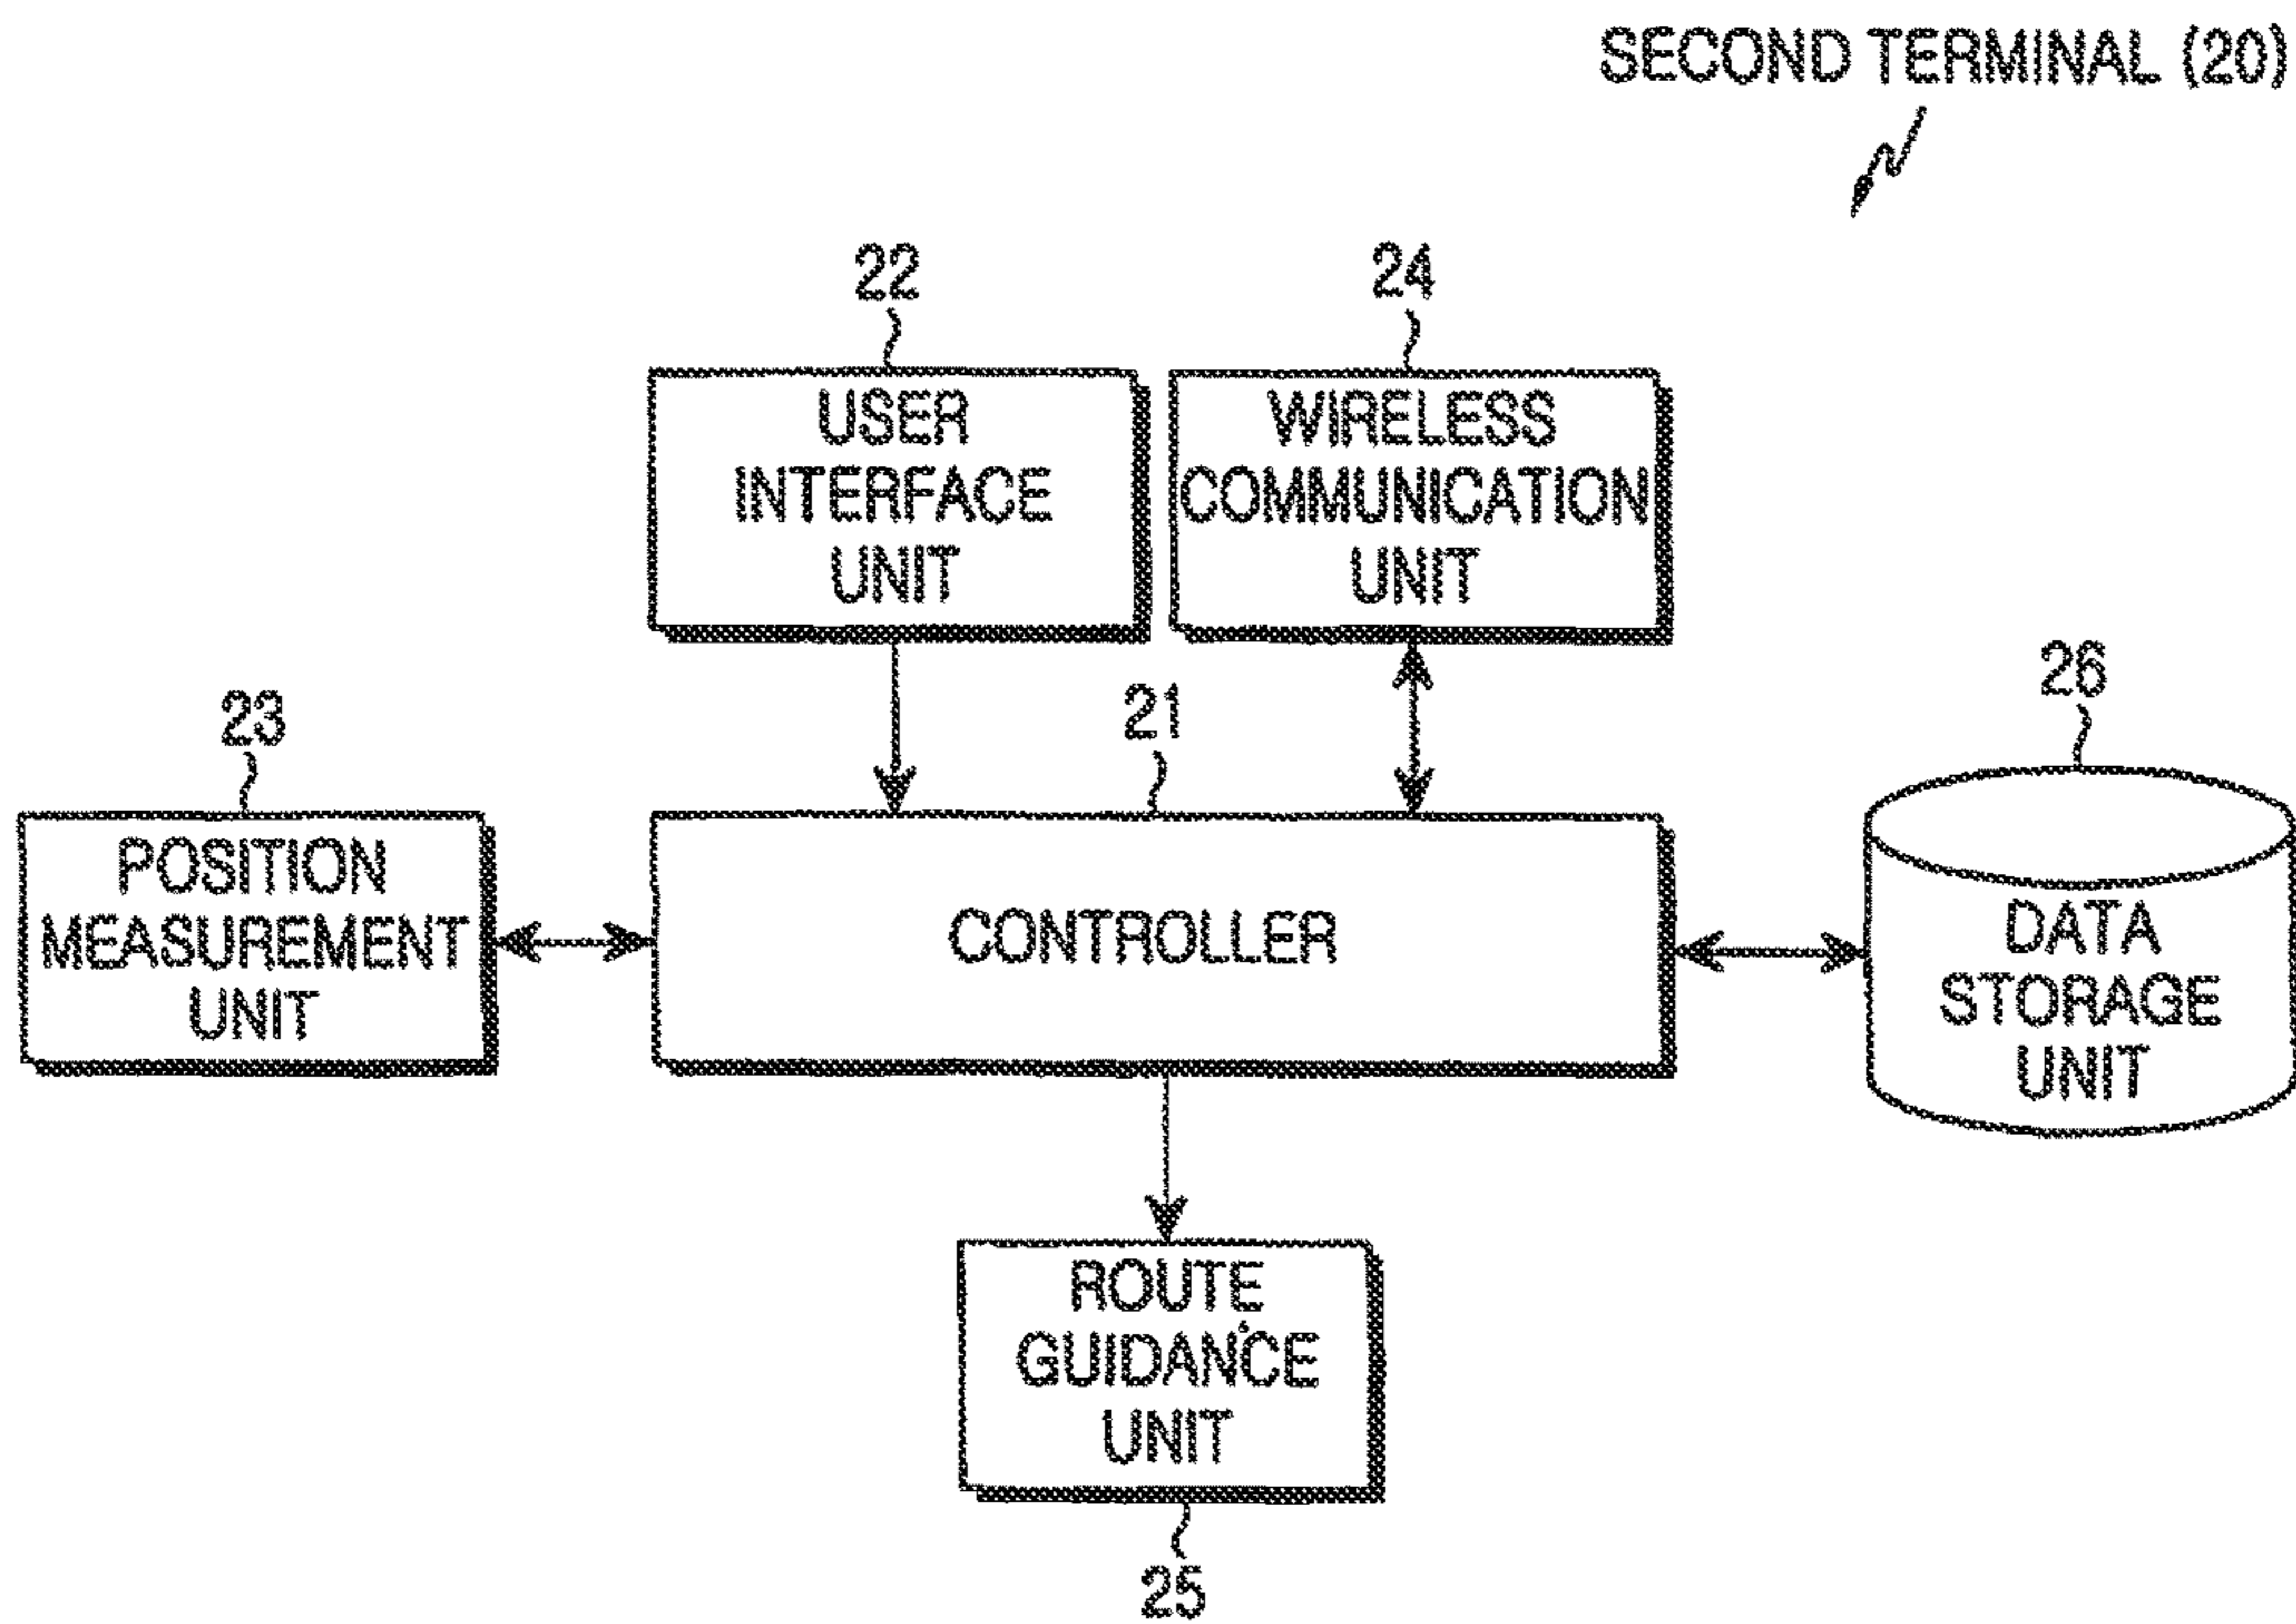 SECOND TERMINAL (20)
22
24
USER
INTERFACE
UNIT
WIRELESS
COMMUNICATION
UNIT
23
21
26
POSITION
MEASUREMENT
UNIT
CONTROLLER
DATA
STORAGE
UNIT
ROUTE
GUIDANCE
UNIT
25